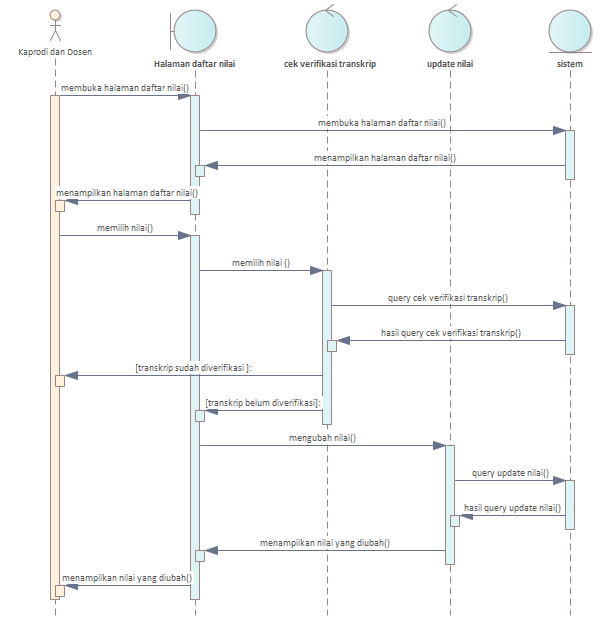 Kaprodi dan Dosen
Halaman daftar nilai
cek verifikasi transkrip
update nilai
sistem
membuka halaman daftar nilai()
membuka halaman daftar nilai()
menampilkan halaman daftar nilai()
menampilkan halaman daftar nilai()
memilih nilai()
memilih nilai ()
query cek verifikasi transkrip()
hasil query cek verifikasi transkrip()
[transkrip sudah diverifikasi ]:
[transkrip belum diverifikasi]:
mengubah nilai()
query update nilai()
hasil query update nilai()
menampilkan nilai yang diubah()
menampilkan nilai yang diubah()